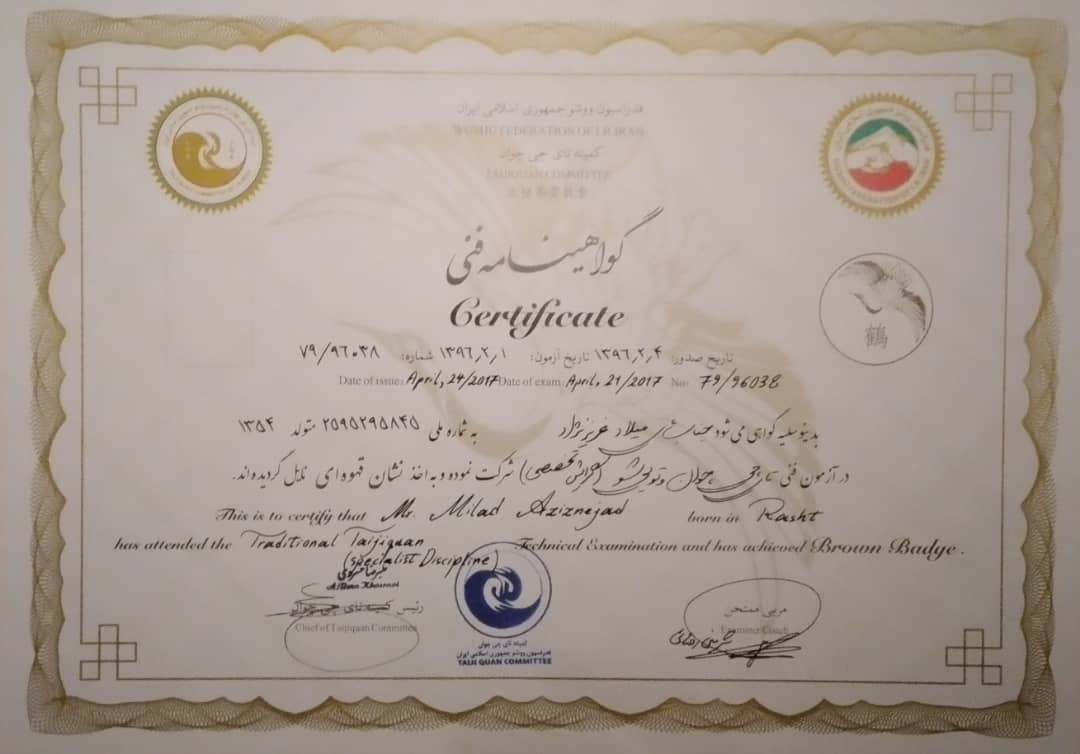 فدراسیون ووشو جمهوری اسلامی ایران
WUSHU FEDERATION OF I.R.IRAN
کمیته تای جی چوان
TAIJIQUAN COMMITTEE
گواهینامه فنی
Certificate
鶴
تاریخ صدور: ۱۳۹۶٫۲٫۴ تاریخ آزمون: ۱۳۹۶٫۲٫۱ شماره: ۷۹/۹۶۰۳۸
Date of issue: April, 24/2017 Date of exam: April, 21/2017 No: 79/96038
بدینوسیله گواهی می شود جناب آقای میلاد عزیزنژاد به شماره ملی ۲۵۹۵۲۹۵۸۴۵ متولد ۱۳۵۴
در آزمون فنی تای جی چوان (گرایش تخصصی) شرکت نموده و به اخذ نشان قهوه ای نایل گردیده اند.
This is to certify that Mr. Milad Aziznejad born in Rasht
has attended the Traditional Taijiquan Technical Examination and has achieved Brown Badge.
(specialist Discipline)
رئیس کمیته تای جی چوان
Chief of Taijiquan Committee
مربی ممتحن
Examiner Coach
کمیته تای چی چوان
فدراسیون ووشو جمهوری اسلامی ایران
TAIJI QUAN COMMITTEE